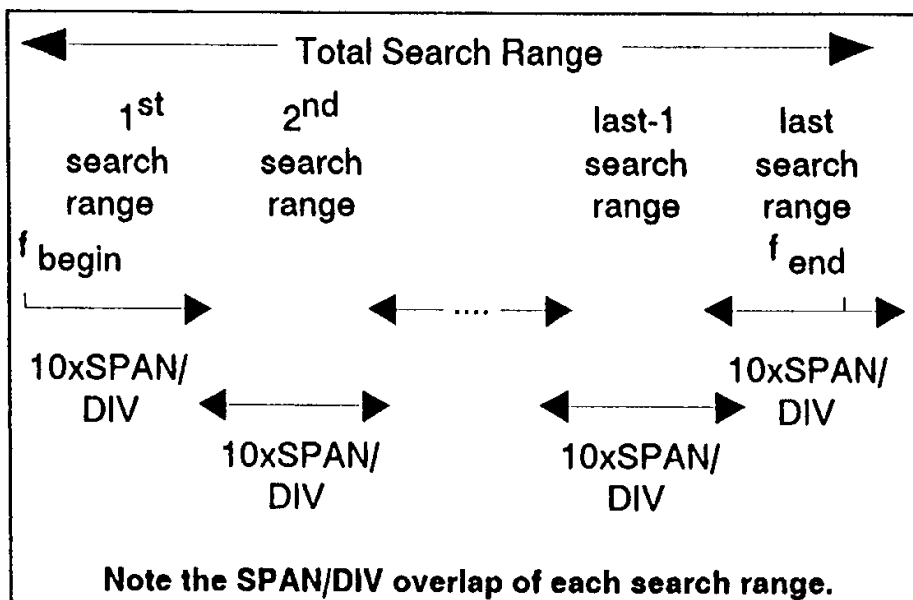 Total Search Range
1st search range
2nd search range
last-1 search range
last search range
f begin
f end
....
10xSPAN/
DIV
10xSPAN/
DIV
10xSPAN/
DIV
10xSPAN/
DIV
Note the SPAN/DIV overlap of each search range.